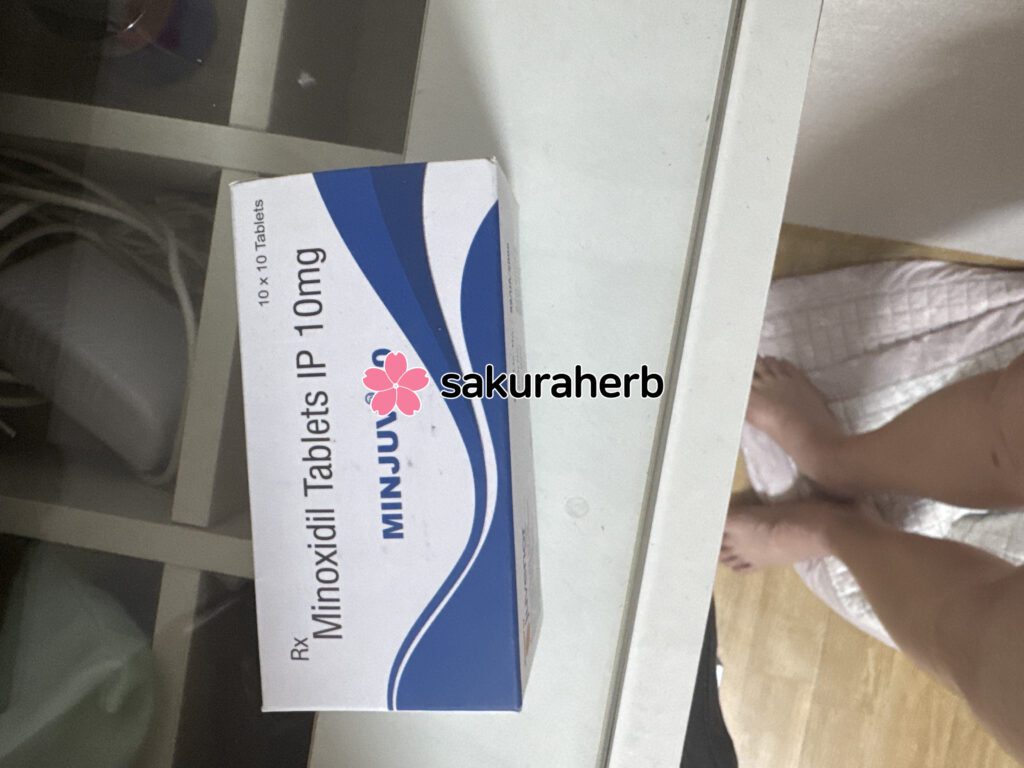 10 x 10 Tablets
Rx
Minoxidil Tablets IP 10mg
sakuraherb